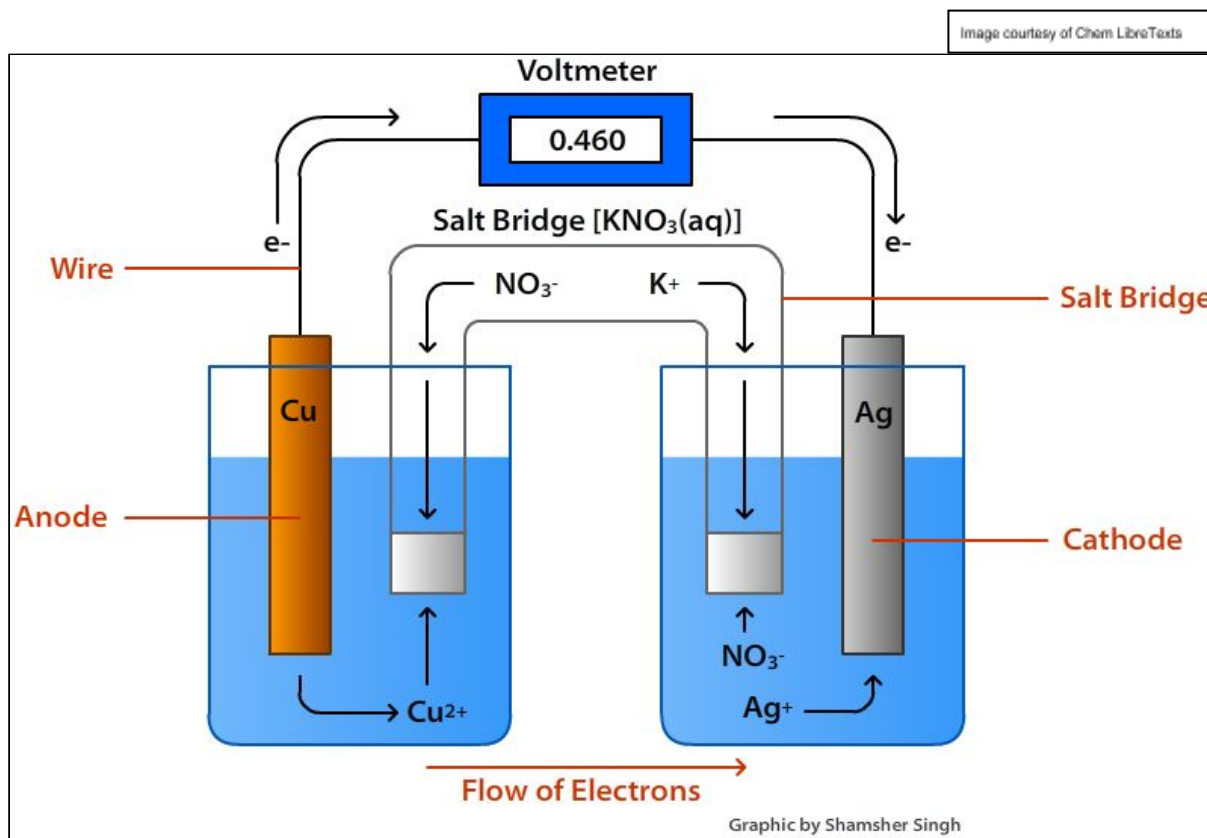 Image courtesy of Chem LibreTexts
Voltmeter
0.460
Salt Bridge [KNO₃(aq)]
e-
e-
Wire
NO₃-
K+
Salt Bridge
Cu
Ag
Anode
Cathode
NO₃-
Cu²⁺
Ag+
Flow of Electrons
Graphic by Shamsher Singh